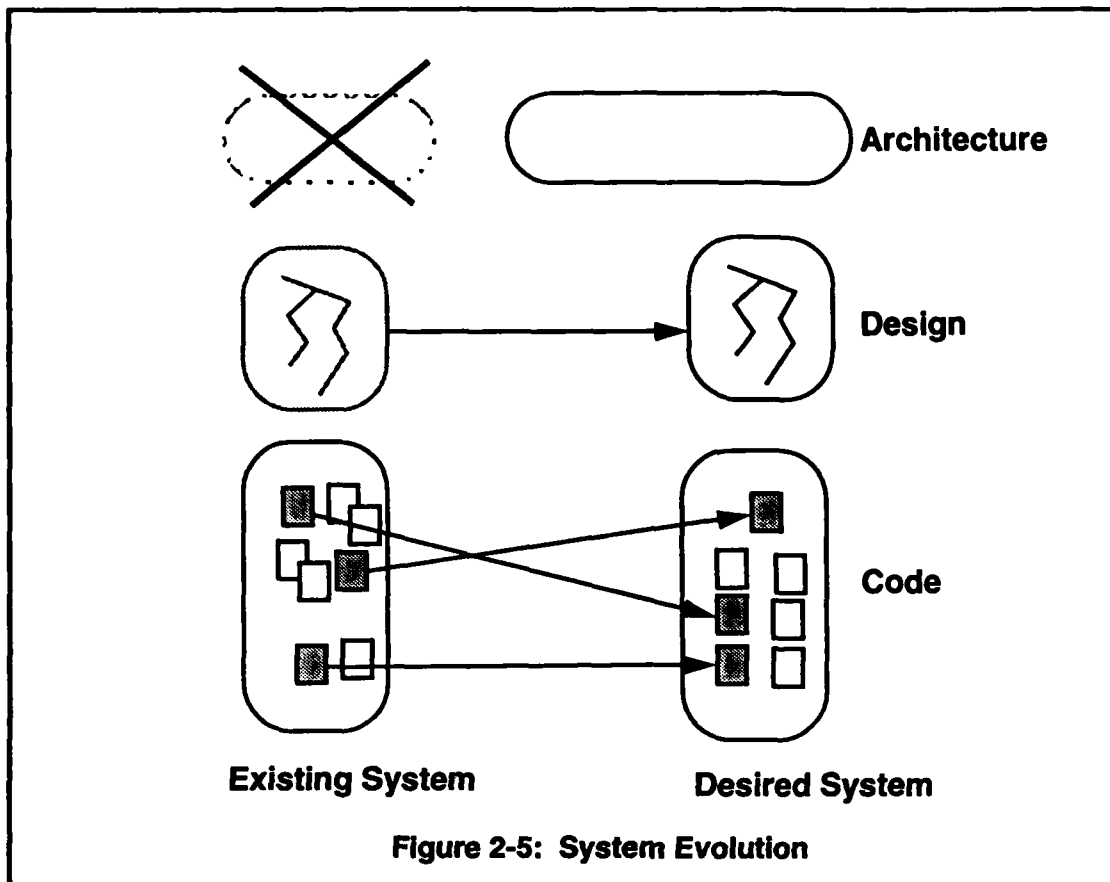 Architecture
Design
Code
Existing System
Desired System
Figure 2-5: System Evolution